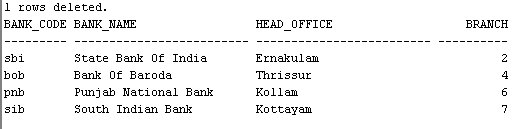 1 rows deleted.
BANK_CODE BANK_NAME HEAD_OFFICE BRANCH
--------- ------------------------- ------------------------- ----------
sbi State Bank Of India Ernakulam 2
bob Bank Of Baroda Thrissur 4
pnb Punjab National Bank Kollam 6
sib South Indian Bank Kottayam 7